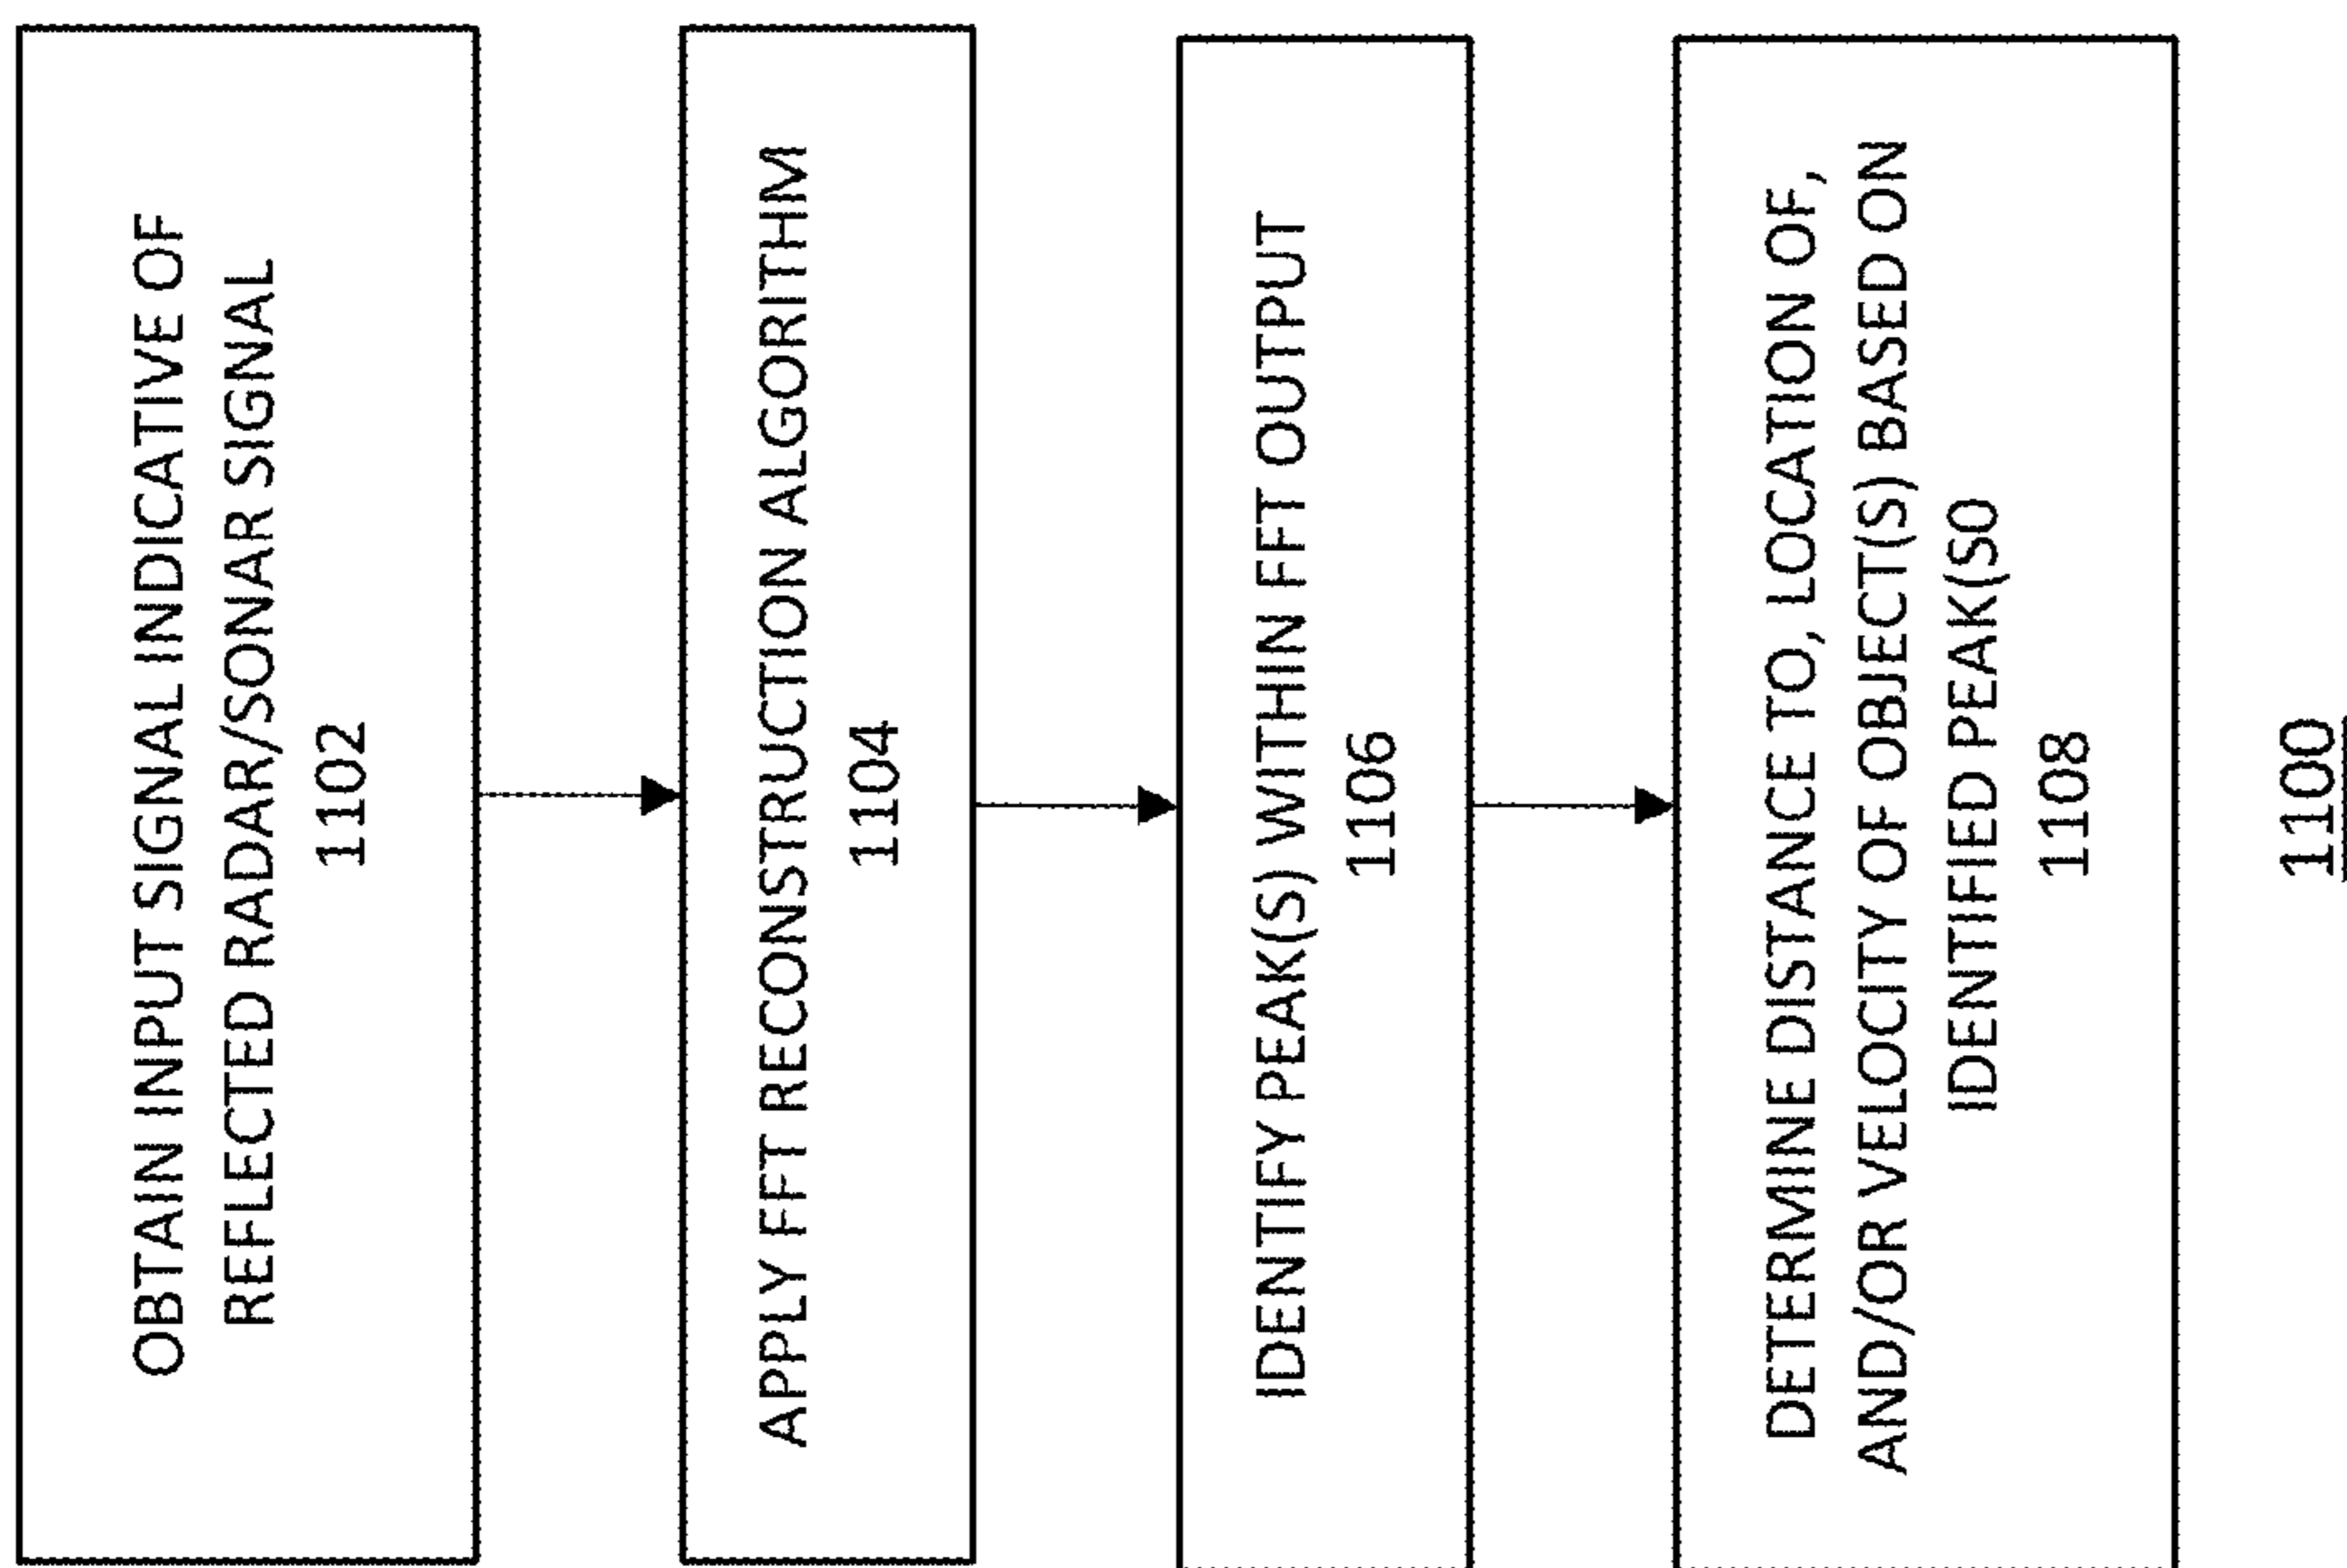 OBTAIN INPUT SIGNAL INDICATIVE OF
REFLECTED RADAR/SONAR SIGNAL
1102
APPLY FFT RECONSTRUCTION ALGORITHM
1104
IDENTIFY PEAK(S) WITHIN FFT OUTPUT
1106
DETERMINE DISTANCE TO, LOCATION OF,
AND/OR VELOCITY OF OBJECT(S) BASED ON
IDENTIFIED PEAK(S0
1108
1100